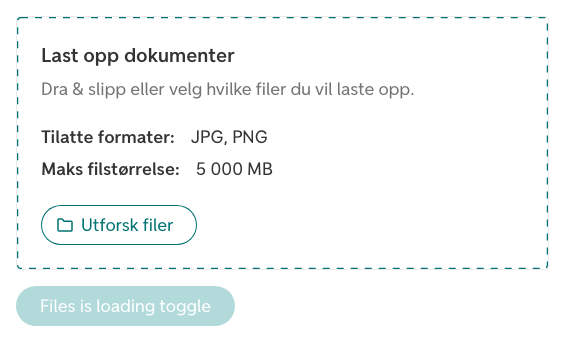 Last opp dokumenter
Dra & slipp eller velg hvilke filer du vil laste opp.
Tilatte formater: JPG, PNG
Maks filstørrelse: 5 000 MB
Utforsk filer
Files is loading toggle